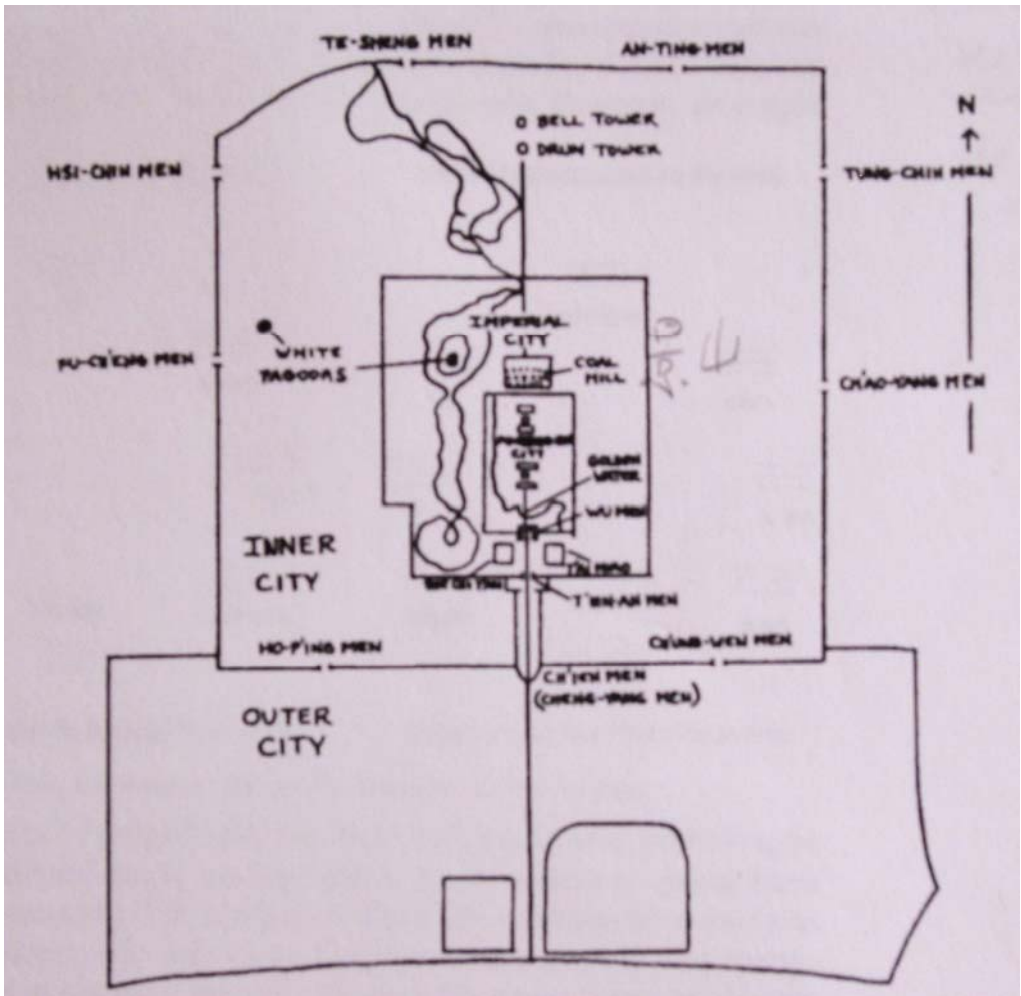 TE-SHENG MEN
AN-TING MEN
N
BELL TOWER
DRUM TOWER
HSI-CHIH MEN
TUNG-CHIH MEN
IMPERIAL
CITY
WHITE
PAGODAS
FU-CH'ENG MEN
COAL
HILL
CH'AO-YANG MEN
CITY
GOLDEN
WATER
WU MEN
INNER
CITY
T'AI MIAO
T'IEN-AN MEN
HO-P'ING MEN
CH'UNG-WEN MEN
CH'IEN MEN
(CHENG-YANG MEN)
OUTER
CITY